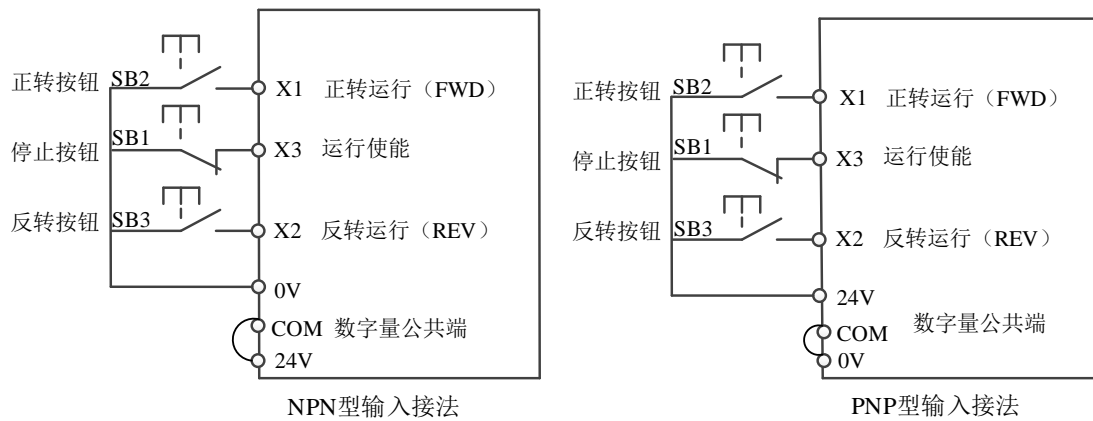 正转按钮 SB2 X1 正转运行（FWD）
停止按钮 SB1 X3 运行使能
反转按钮 SB3 X2 反转运行（REV）
0V
COM 数字量公共端
24V
NPN型输入接法
正转按钮 SB2 X1 正转运行（FWD）
停止按钮 SB1 X3 运行使能
反转按钮 SB3 X2 反转运行（REV）
24V
COM 数字量公共端
0V
PNP型输入接法